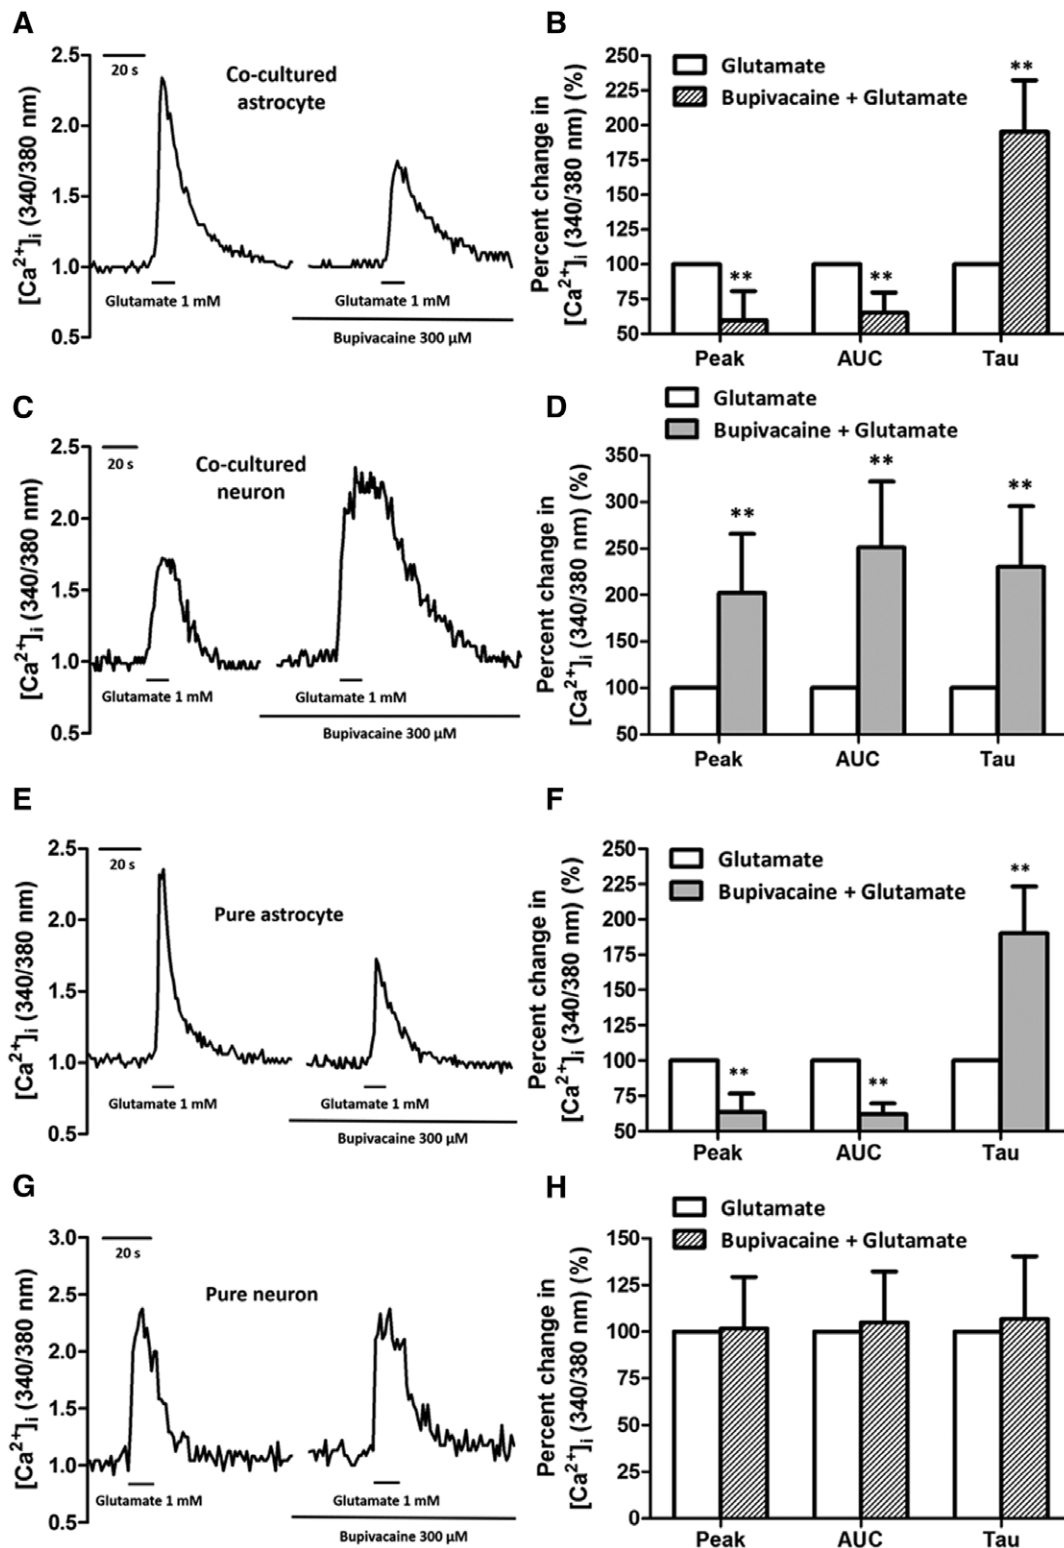 A
[Ca2+]i (340/380 nm)
2.5
2.0
1.5
1.0
0.5
20 s
Co-cultured
astrocyte
Glutamate 1 mM
Glutamate 1 mM
Bupivacaine 300 µM
B
Percent change in
[Ca2+]i (340/380 nm) (%)
250
225
200
175
150
125
100
75
50
Glutamate
Bupivacaine + Glutamate
**
**
**
Peak AUC Tau
C
[Ca2+]i (340/380 nm)
2.5
2.0
1.5
1.0
0.5
20 s
Co-cultured
neuron
Glutamate 1 mM
Glutamate 1 mM
Bupivacaine 300 µM
D
Glutamate
Bupivacaine + Glutamate
Percent change in
[Ca2+]i (340/380 nm) (%)
350
300
250
200
150
100
50
**
**
**
Peak AUC Tau
E
[Ca2+]i (340/380 nm)
2.5
2.0
1.5
1.0
0.5
20 s
Pure astrocyte
Glutamate 1 mM
Glutamate 1 mM
Bupivacaine 300 µM
F
Percent change in
[Ca2+]i (340/380 nm) (%)
250
225
200
175
150
125
100
75
50
Glutamate
Bupivacaine + Glutamate
**
**
**
Peak AUC Tau
G
[Ca2+]i (340/380 nm)
3.0
2.5
2.0
1.5
1.0
0.5
20 s
Pure neuron
Glutamate 1 mM
Glutamate 1 mM
Bupivacaine 300 µM
H
Glutamate
Bupivacaine + Glutamate
Percent change in
[Ca2+]i (340/380 nm) (%)
150
125
100
75
50
25
0
Peak AUC Tau